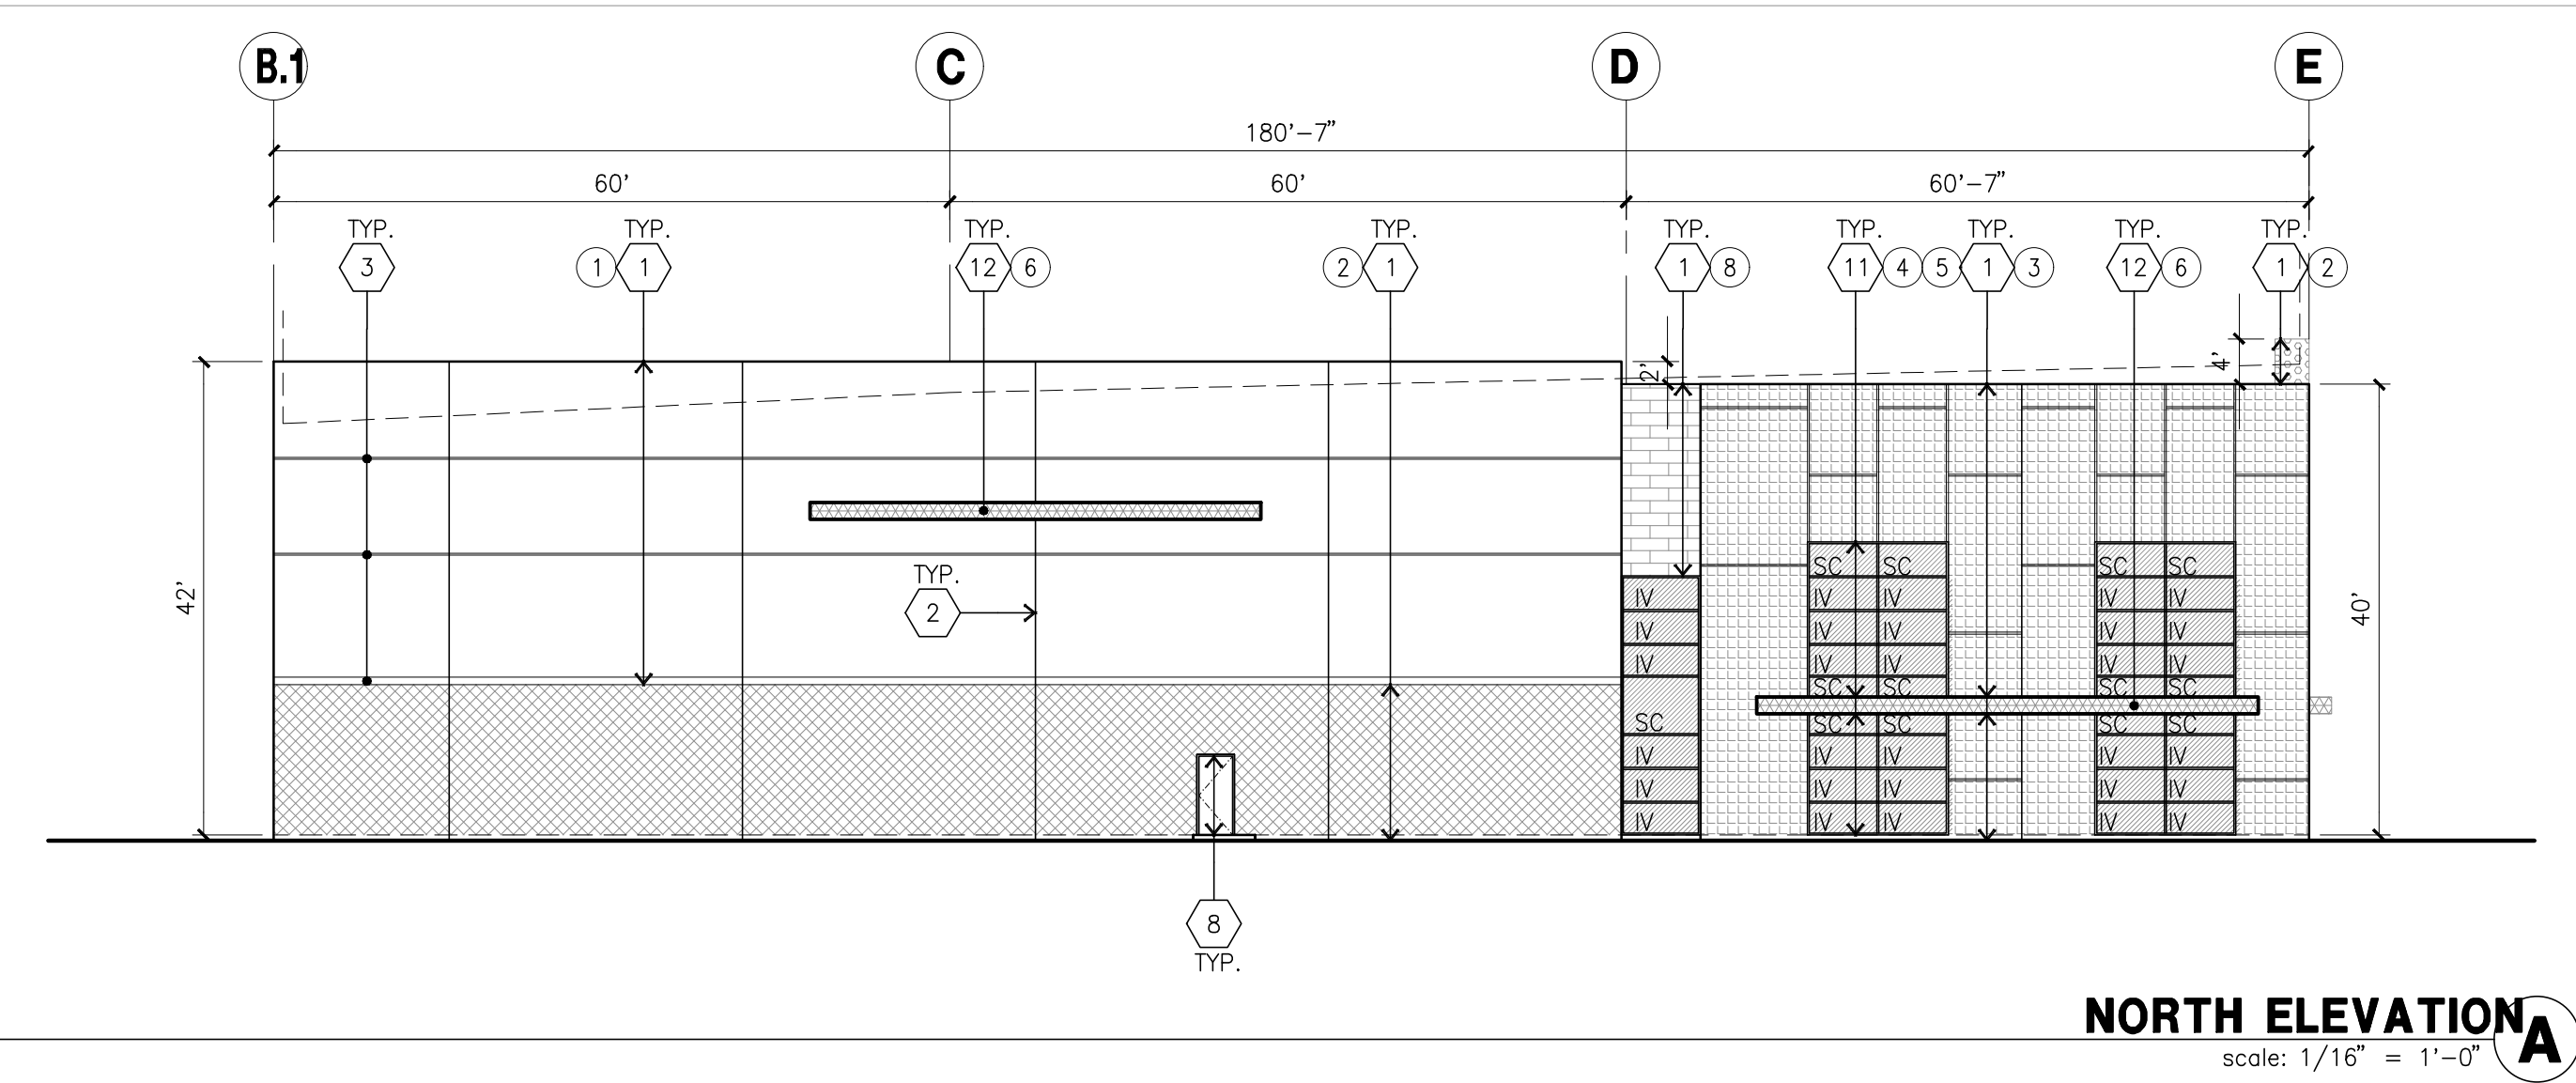 B.1 C D E
180'-7"
60' 60' 60'-7"
TYP. TYP. TYP. TYP. TYP. TYP. TYP. TYP. TYP.
3 1 1 12 6 2 1 1 8 11 4 5 1 3 12 6 1 2
2' 4'
42' 40'
TYP.
2
SC SC SC SC
IV IV IV IV IV
IV IV IV IV IV
IV IV IV IV IV
SC SC SC SC
SC SC SC SC SC
IV IV IV IV IV
IV IV IV IV IV
IV IV IV IV IV
8
TYP.
NORTH ELEVATION A
scale: 1/16" = 1'-0"